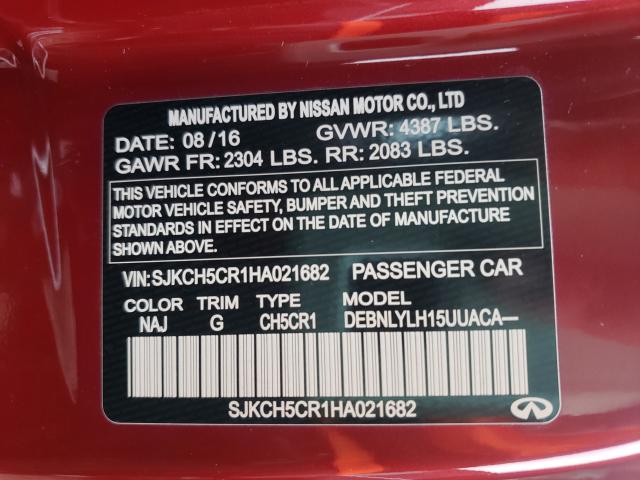 MANUFACTURED BY NISSAN MOTOR CO., LTD
DATE: 08/16 GVWR: 4387 LBS.
GAWR FR: 2304 LBS. RR: 2083 LBS.
THIS VEHICLE CONFORMS TO ALL APPLICABLE FEDERAL
MOTOR VEHICLE SAFETY, BUMPER AND THEFT PREVENTION
STANDARDS IN EFFECT ON THE DATE OF MANUFACTURE
SHOWN ABOVE.
VIN: SJKCH5CR1HA021682 PASSENGER CAR
COLOR TRIM TYPE MODEL
NAJ G CH5CR1 DEBNLYLH15UUACA—
SJKCH5CR1HA021682